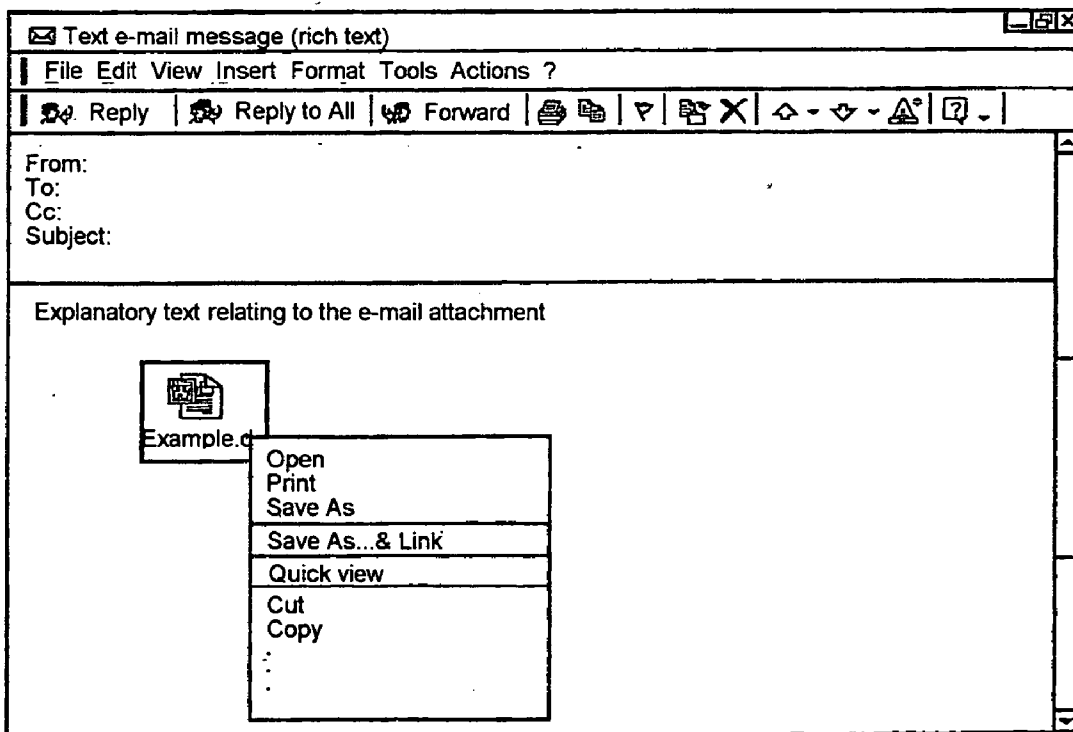 Text e-mail message (rich text)
File Edit View Insert Format Tools Actions ?
Reply Reply to All Forward
From:
To:
Cc:
Subject:
Explanatory text relating to the e-mail attachment
Example.d
Open
Print
Save As
Save As...& Link
Quick view
Cut
Copy